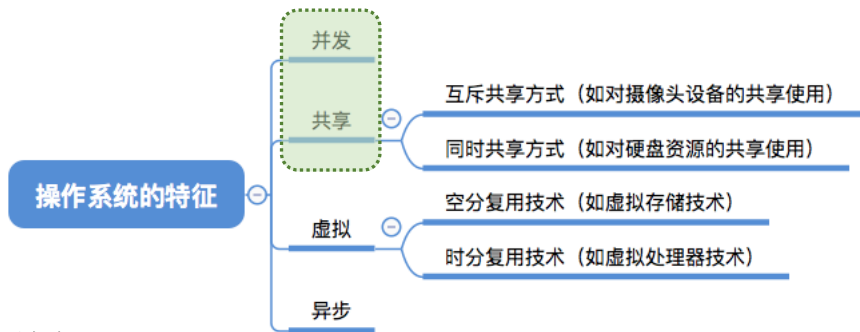 并发
共享
互斥共享方式（如对摄像头设备的共享使用）
同时共享方式（如对硬盘资源的共享使用）
操作系统的特征
虚拟
空分复用技术（如虚拟存储技术）
时分复用技术（如虚拟处理器技术）
异步